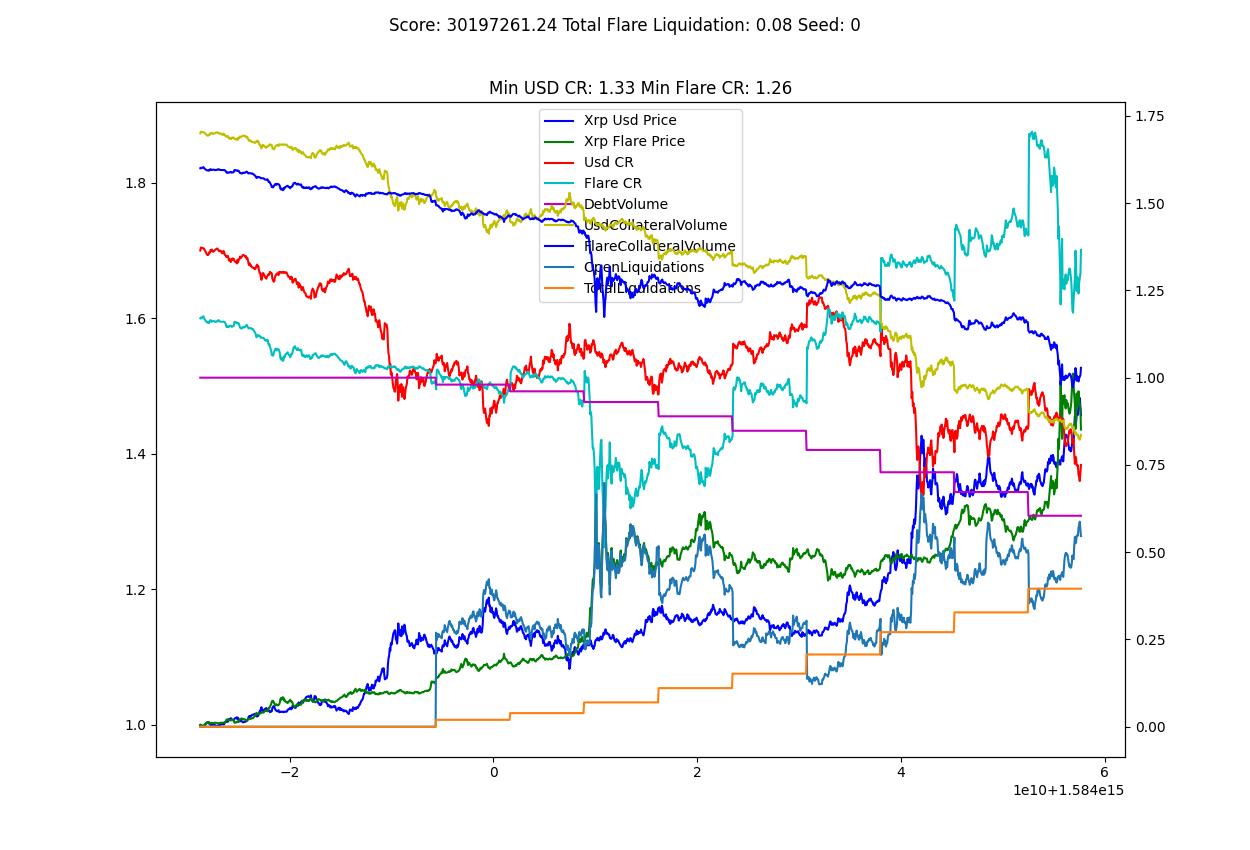 Score: 30197261.24 Total Flare Liquidation: 0.08 Seed: 0
Min USD CR: 1.33 Min Flare CR: 1.26
Xrp Usd Price
Xrp Flare Price
Usd CR
Flare CR
DebtVolume
UsdCollateralVolume
FlareCollateralVolume
OpenLiquidations
TotalLiquidations
1.8
1.6
1.4
1.2
1.0
1.75
1.50
1.25
1.00
0.75
0.50
0.25
0.00
−2
0
2
4
6
1e10+1.584e15